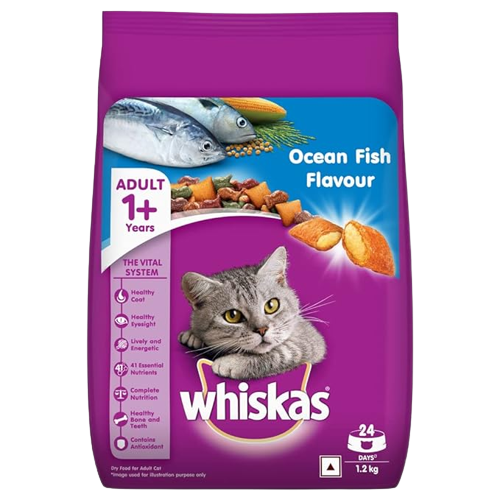 Ocean Fish
Flavour
ADULT
1+
Years
THE VITAL
SYSTEM
Healthy
Coat
Healthy
Eyesight
Lively and
Energetic
41
41 Essential
Nutrients
Complete
Nutrition
Healthy
Bone and
Teeth
Contains
Antioxidant
whiskas
24
DAYS*
1.2 kg
Dry Food for Adult Cat
*Image used for illustration purpose only